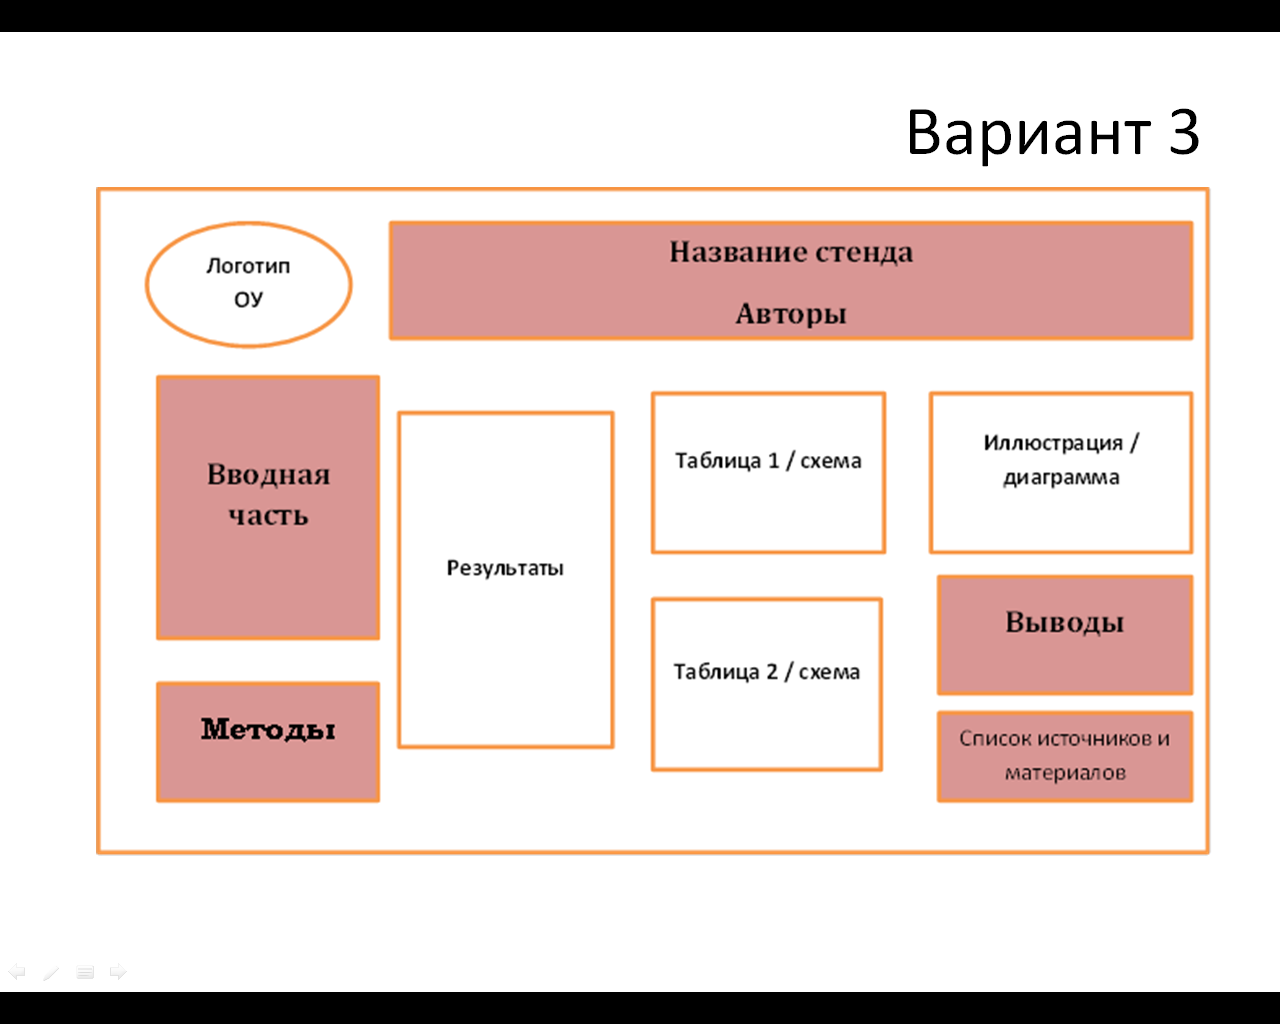 Вариант 3
Логотип
ОУ
Название стенда
Авторы
Вводная
часть
Методы
Результаты
Таблица 1 / схема
Таблица 2 / схема
Иллюстрация /
диаграмма
Выводы
Список источников и
материалов